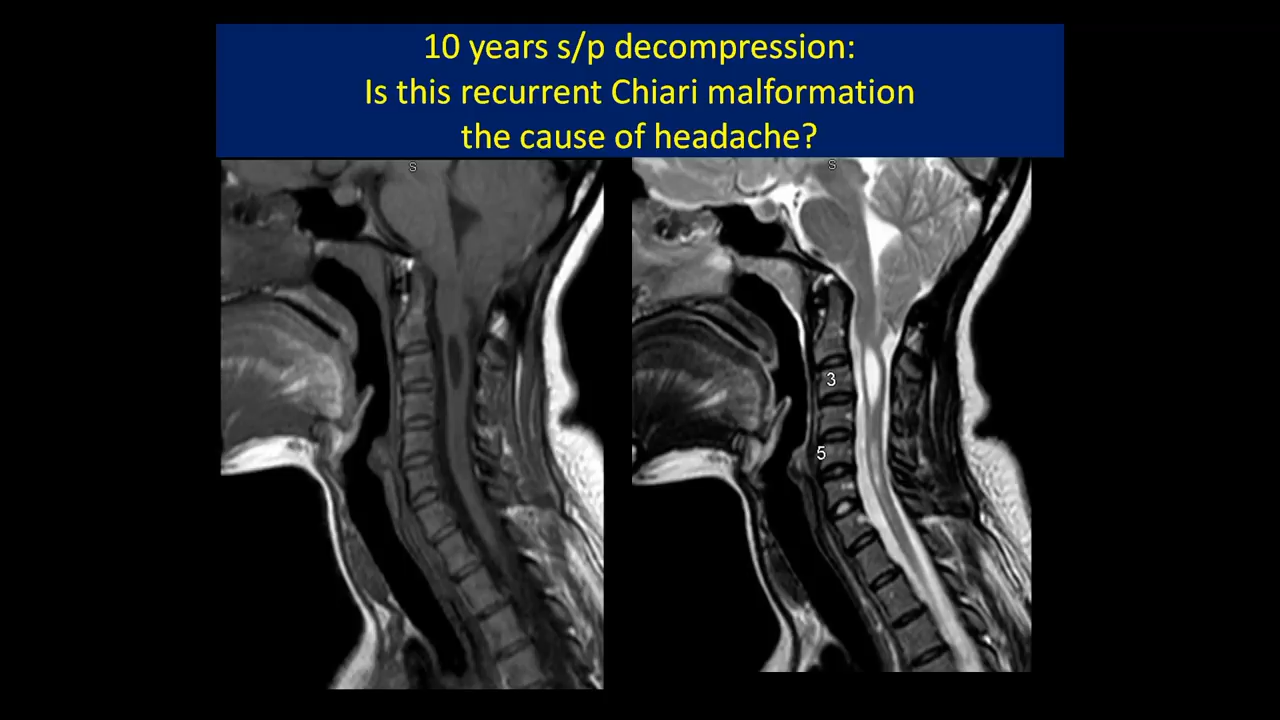 10 years s/p decompression:
Is this recurrent Chiari malformation
the cause of headache?
S
S
3
5